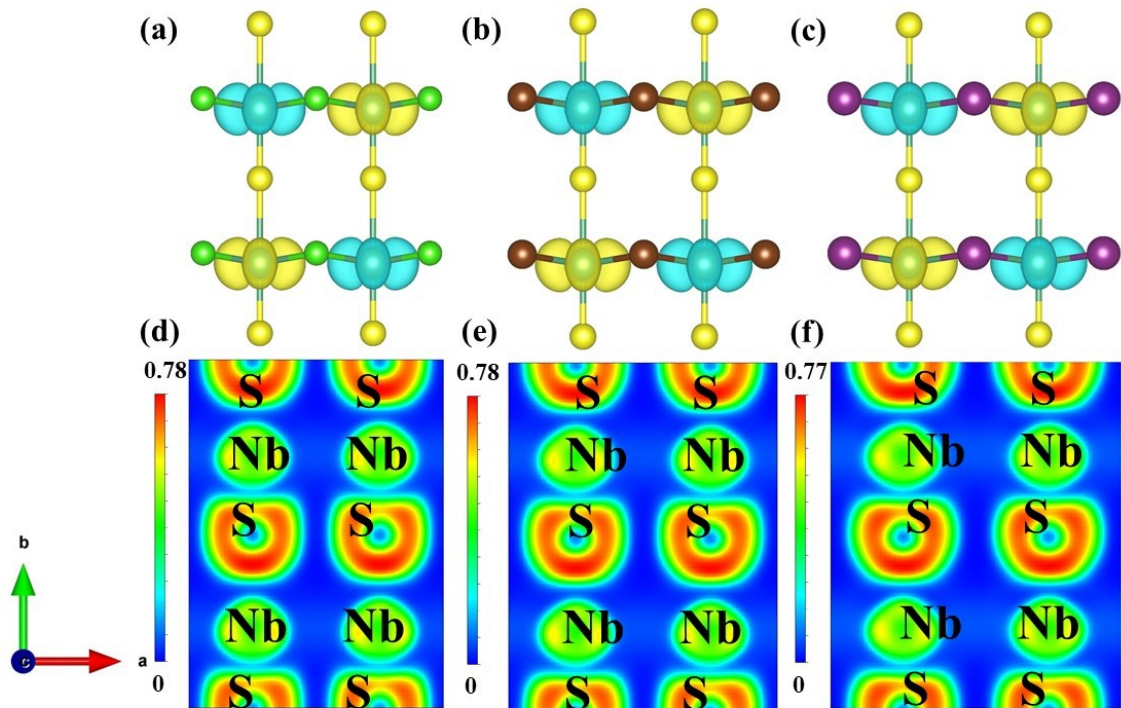 (a)
(b)
(c)
(d)
(e)
(f)
0.78
0.78
0.77
S S S S S S
Nb Nb Nb Nb Nb Nb
S S S S S S
b
Nb Nb Nb Nb Nb Nb
c
a
0
0
0
S S S S S S